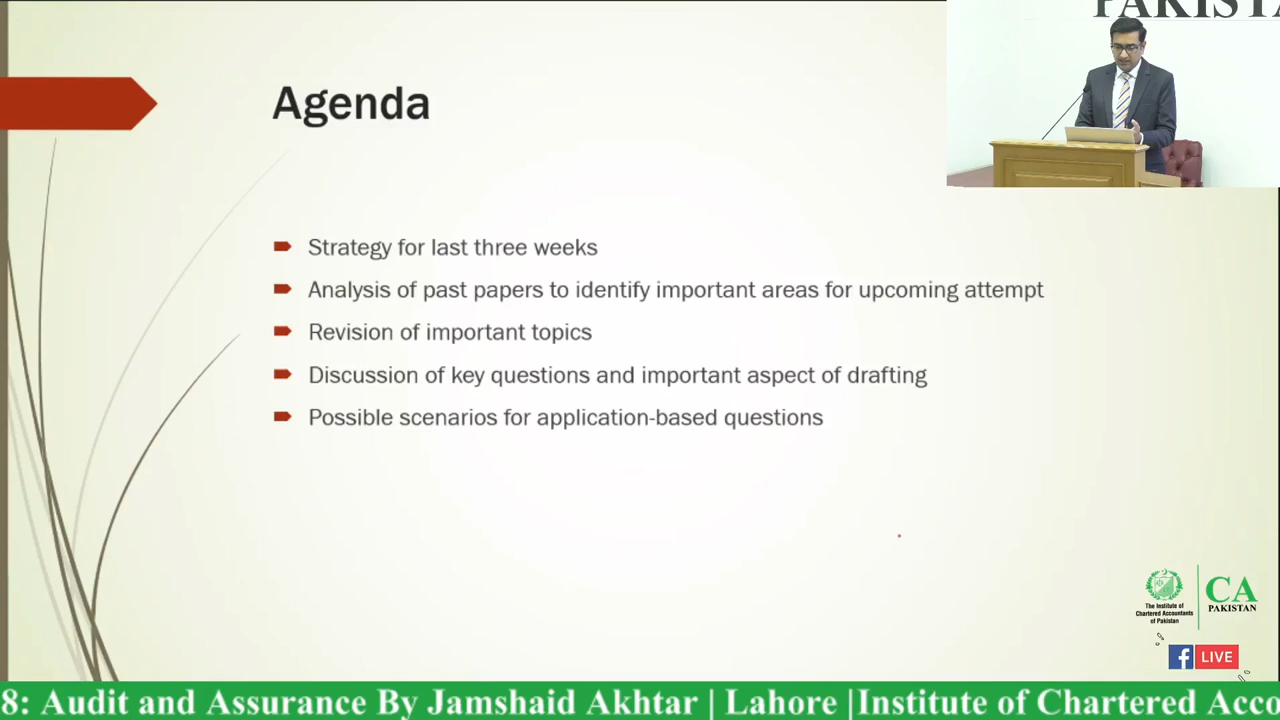 PAKISTA
Agenda
Strategy for last three weeks
Analysis of past papers to identify important areas for upcoming attempt
Revision of important topics
Discussion of key questions and important aspect of drafting
Possible scenarios for application-based questions
The Institute of
Chartered Accountants
of Pakistan
CA
PAKISTAN
f LIVE
8: Audit and Assurance By Jamshaid Akhtar | Lahore |Institute of Chartered Acco